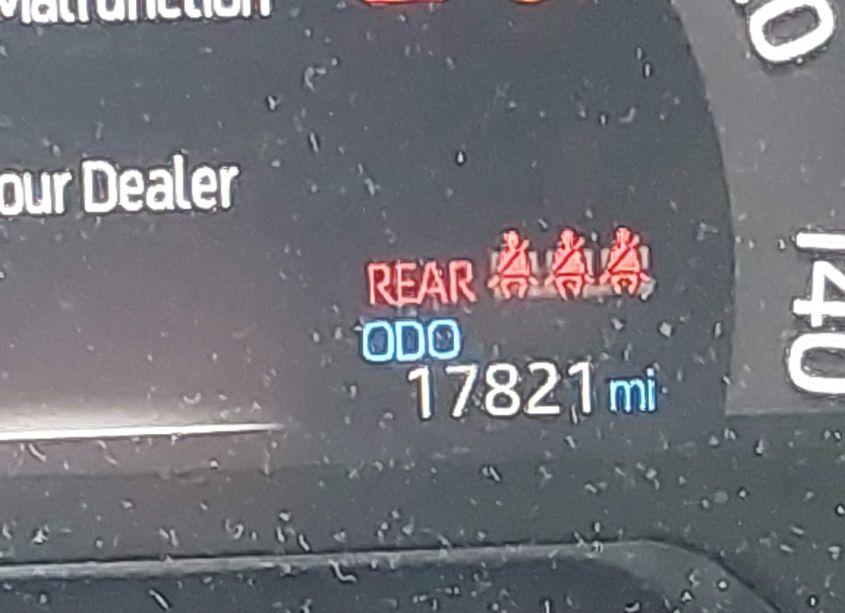 Malfunction
our Dealer
REAR
ODO
17821 mi
140